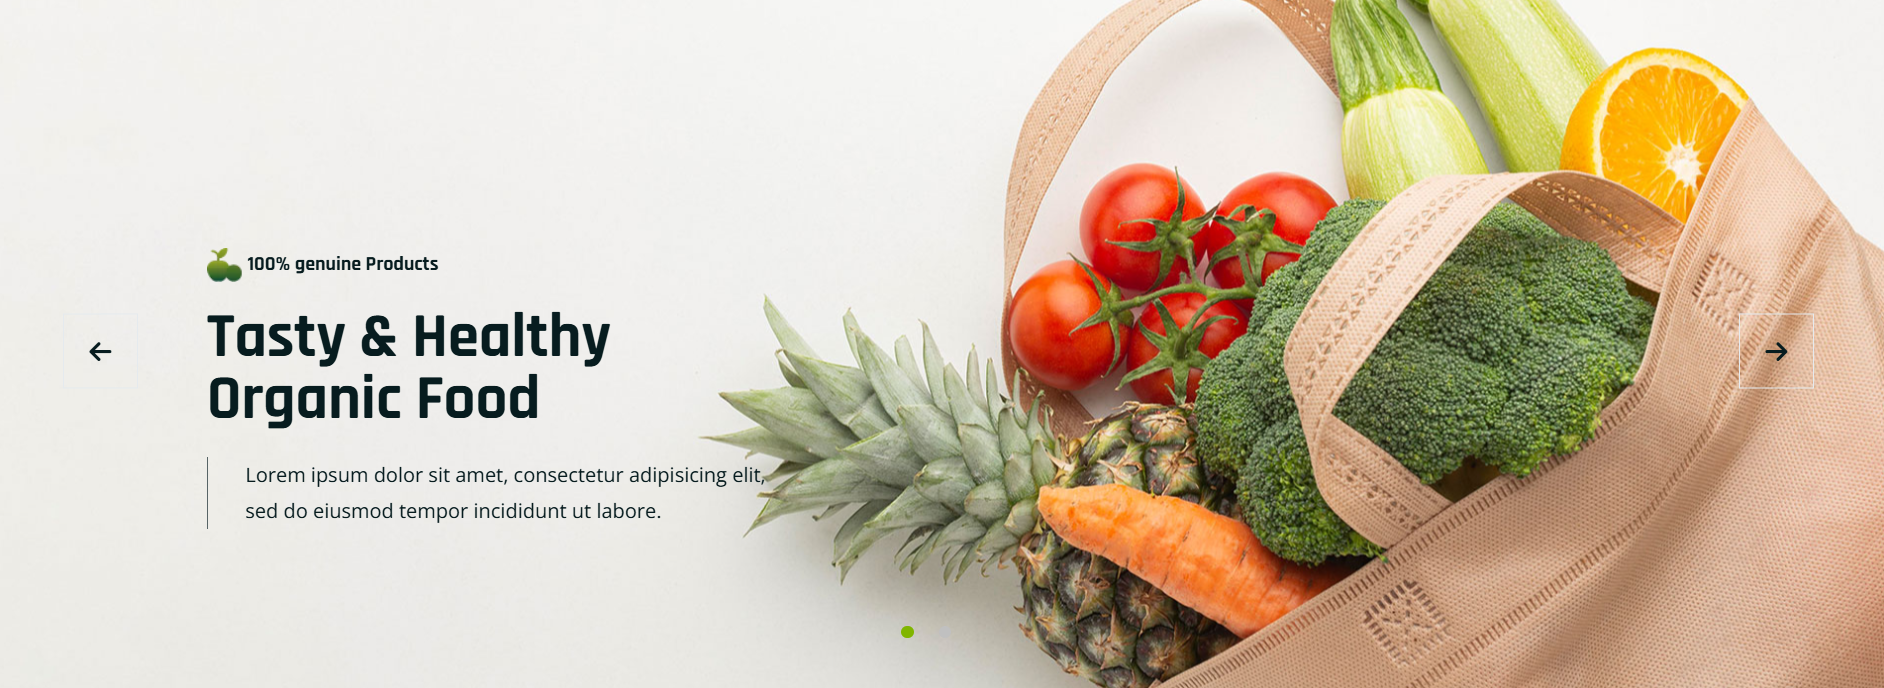 100% genuine Products
Tasty & Healthy
Organic Food
Lorem ipsum dolor sit amet, consectetur adipisicing elit,
sed do eiusmod tempor incididunt ut labore.